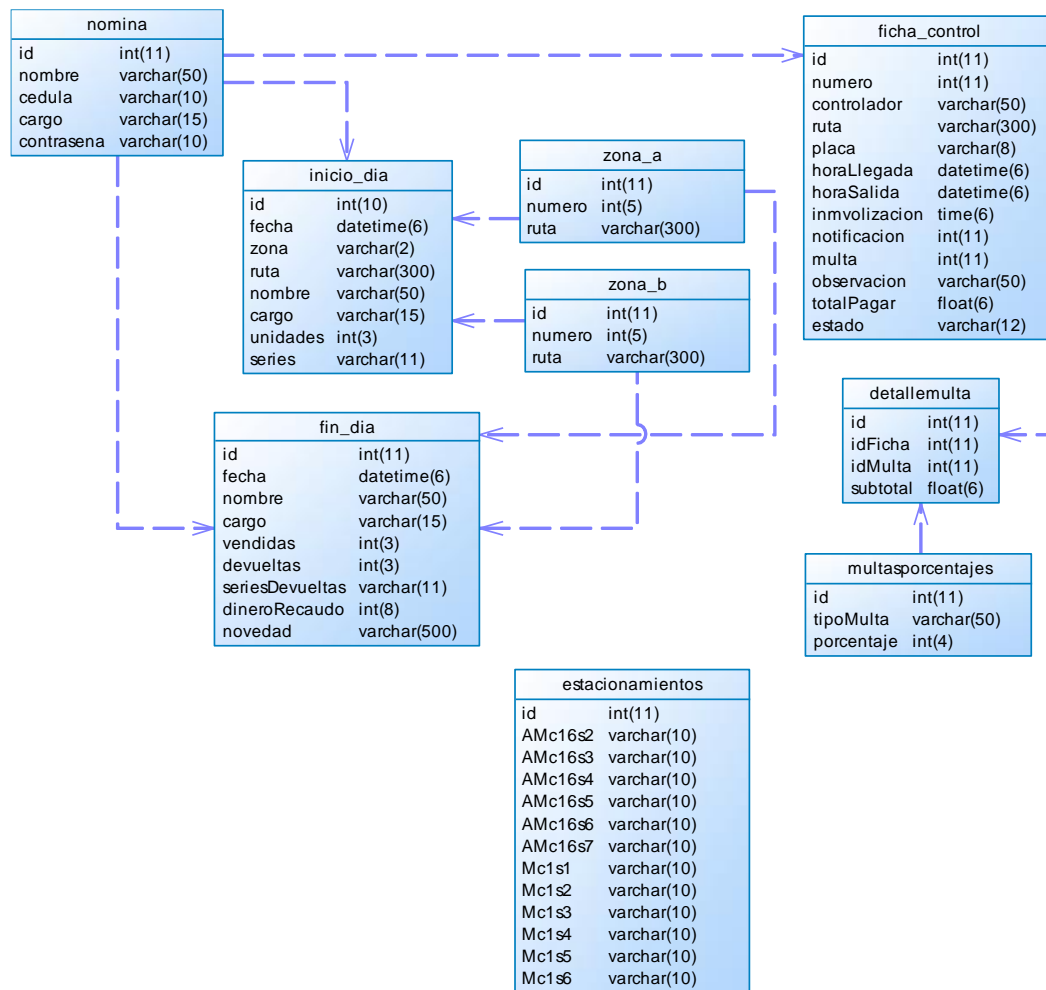 nomina
id int(11)
nombre varchar(50)
cedula varchar(10)
cargo varchar(15)
contrasena varchar(10)
ficha_control
id int(11)
numero int(11)
controlador varchar(50)
ruta varchar(300)
placa varchar(8)
horaLlegada datetime(6)
horaSalida datetime(6)
inmvolizacion time(6)
notificacion int(11)
multa int(11)
observacion varchar(50)
totalPagar float(6)
estado varchar(12)
inicio_dia
id int(10)
fecha datetime(6)
zona varchar(2)
ruta varchar(300)
nombre varchar(50)
cargo varchar(15)
unidades int(3)
series varchar(11)
zona_a
id int(11)
numero int(5)
ruta varchar(300)
zona_b
id int(11)
numero int(5)
ruta varchar(300)
fin_dia
id int(11)
fecha datetime(6)
nombre varchar(50)
cargo varchar(15)
vendidas int(3)
devueltas int(3)
seriesDevueltas varchar(11)
dineroRecaudo int(8)
novedad varchar(500)
detallemulta
id int(11)
idFicha int(11)
idMulta int(11)
subtotal float(6)
multasporcentajes
id int(11)
tipoMulta varchar(50)
porcentaje int(4)
estacionamientos
id int(11)
AMc16s2 varchar(10)
AMc16s3 varchar(10)
AMc16s4 varchar(10)
AMc16s5 varchar(10)
AMc16s6 varchar(10)
AMc16s7 varchar(10)
Mc1s1 varchar(10)
Mc1s2 varchar(10)
Mc1s3 varchar(10)
Mc1s4 varchar(10)
Mc1s5 varchar(10)
Mc1s6 varchar(10)